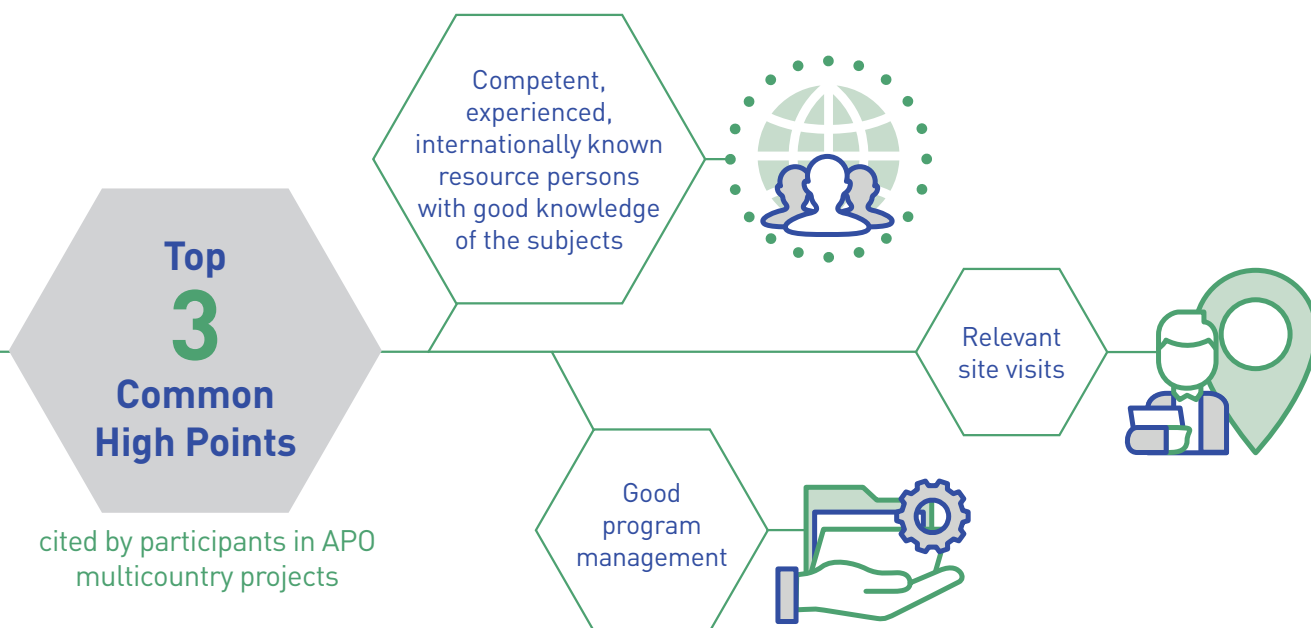 Top
3
Common
High Points
cited by participants in APO
multicountry projects
Competent,
experienced,
internationally known
resource persons
with good knowledge
of the subjects
Good
program
management
Relevant
site visits